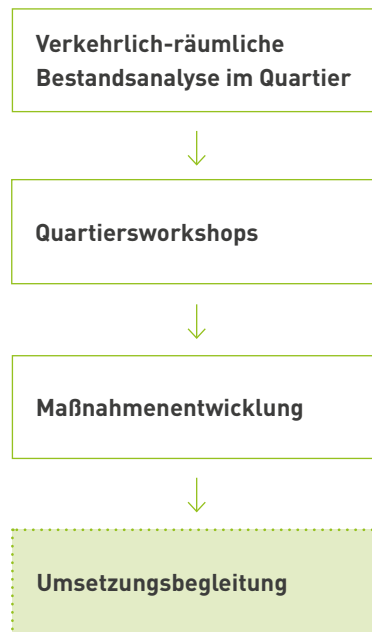 Verkehrlich-räumliche
Bestandsanalyse im Quartier
Quartiersworkshops
Maßnahmenentwicklung
Umsetzungsbegleitung